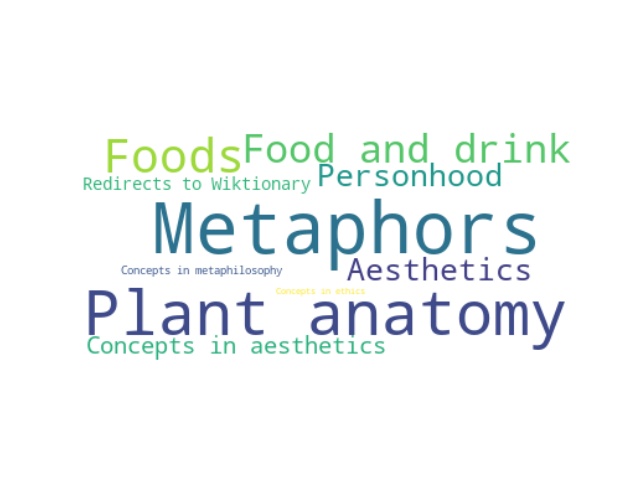 Foods
Food and drink
Redirects to Wiktionary
Personhood
Metaphors
Concepts in metaphilosophy
Aesthetics
Concepts in ethics
Plant anatomy
Concepts in aesthetics